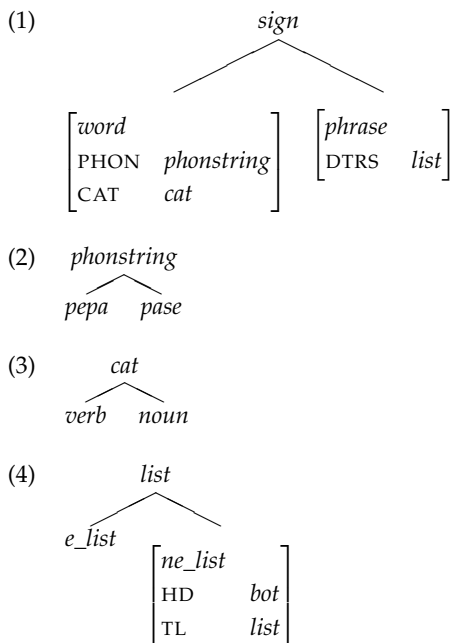 (1) sign
word phrase
PHON phonstring DTRS list
CAT cat
(2) phonstring
pepa pase
(3) cat
verb noun
(4) list
e_list
ne_list
HD bot
TL list